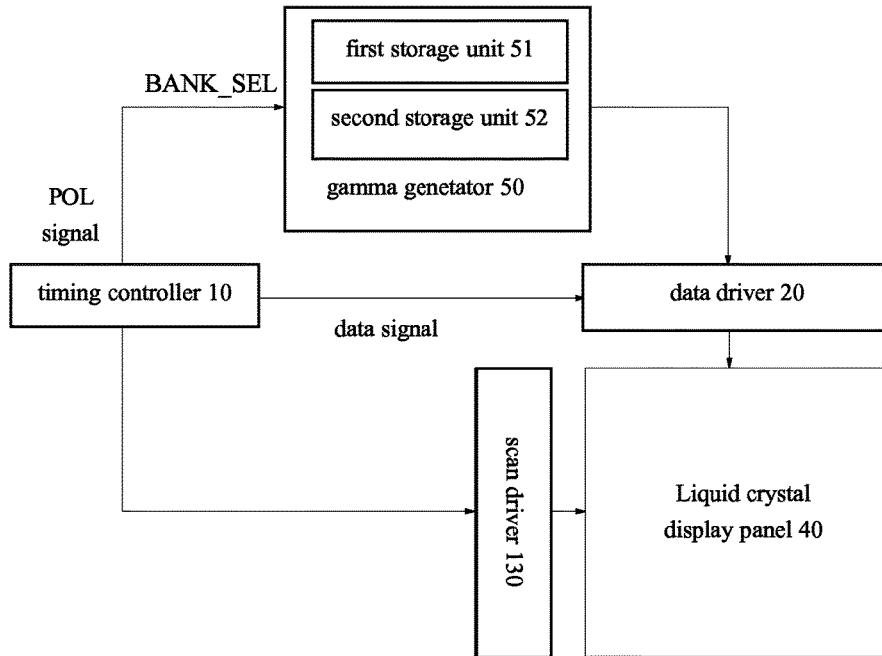 first storage unit 51
BANK_SEL
second storage unit 52
gamma genetator 50
POL
signal
timing controller 10
data driver 20
data signal
scan driver 130
Liquid crystal
display panel 40